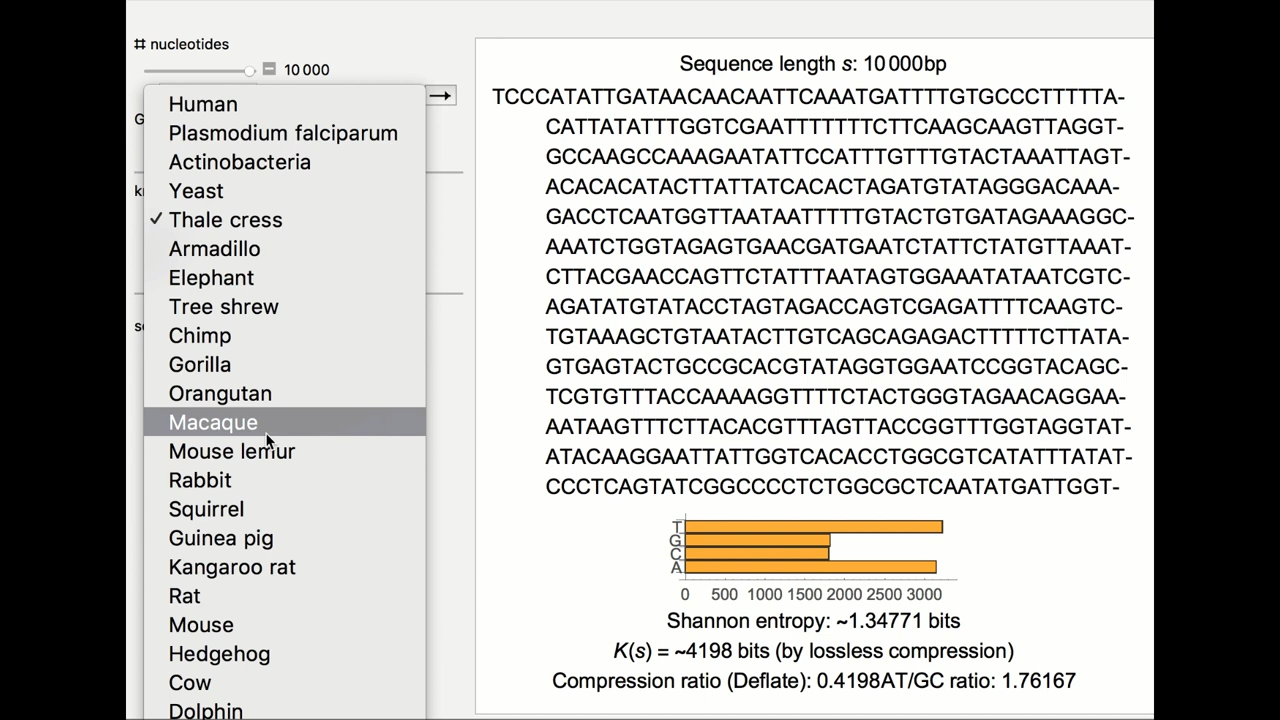 # nucleotides
10 000
G
kr
Human
Plasmodium falciparum
Actinobacteria
Yeast
✓ Thale cress
Armadillo
Elephant
Tree shrew
Chimp
Gorilla
Orangutan
Macaque
Mouse lemur
Rabbit
Squirrel
Guinea pig
Kangaroo rat
Rat
Mouse
Hedgehog
Cow
Dolphin
Sequence length s: 10 000bp
TCCCATATTGATAACAACAATTCAAATGATTTTGTGCCCTTTTTA-
CATTATATTTGGTCGAATTTTTTTCTTCAAGCAAGTTAGGT-
GCCAAGCCAAAGAATATTCCATTTGTTTGTACTAAATTAGT-
ACACACATACTTATTATCACACTAGATGTATAGGGACAAA-
GACCTCAATGGTTAATAATTTTTGTACTGTGATAGAAAGGC-
AAATCTGGTAGAGTGAACGATGAATCTATTCTATGTTAAAT-
CTTACGAACCAGTTCTATTTAATAGTGGAAATATAATCGTC-
AGATATGTATACCTAGTAGACCAGTCGAGATTTTCAAGTC-
TGTAAAGCTGTAATACTTGTCAGCAGAGACTTTTTCTTATA-
GTGAGTACTGCCGCACGTATAGGTGGAATCCGGTACAGC-
TCGTGTTTACCAAAAGGTTTTCTACTGGGTAGAACAGGAA-
AATAAGTTTCTTACACGTTTAGTTACCGGTTTGGTAGGTAT-
ATACAAGGAATTATTGGTCACACCTGGCGTCATATTTATAT-
CCCTCAGTATCGGCCCCTCTGGCGCTCAATATGATTGGT-
T
G
C
A
0 500 1000 1500 2000 2500 3000
Shannon entropy: ~1.34771 bits
K(s) = ~4198 bits (by lossless compression)
Compression ratio (Deflate): 0.4198AT/GC ratio: 1.76167